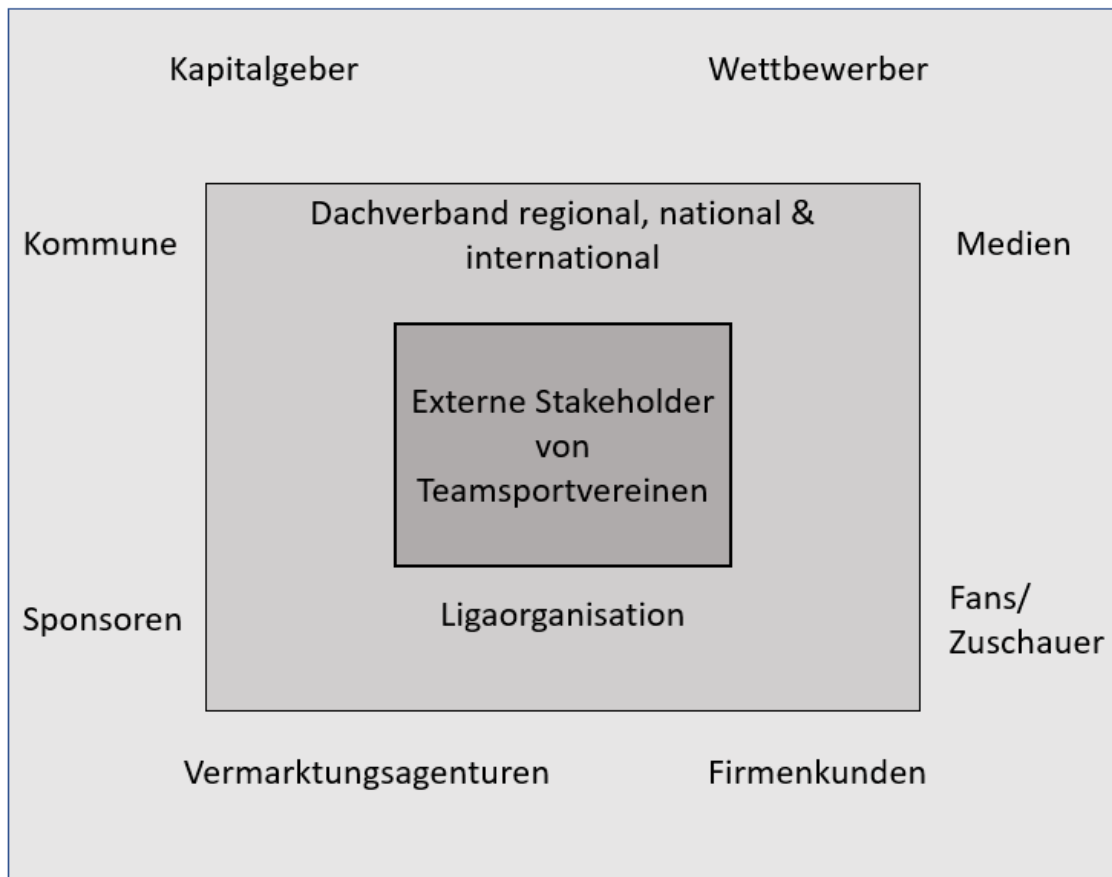 Kapitalgeber
Wettbewerber
Dachverband regional, national &
international
Kommune
Medien
Externe Stakeholder
von
Teamsportvereinen
Sponsoren
Ligaorganisation
Fans/
Zuschauer
Vermarktungsagenturen
Firmenkunden